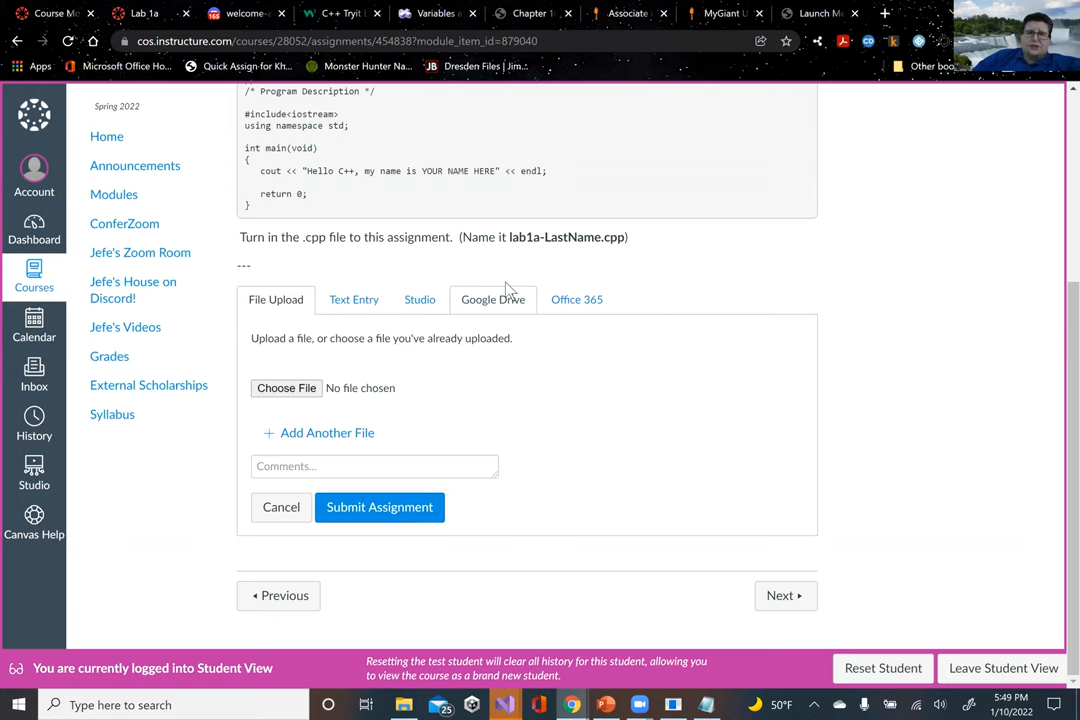 Course Mo
Lab 1a
165
welcome-a
C++ Tryit
Variables a
Chapter 1
Associate
MyGiant U
Launch Me
cos.instructure.com/courses/28052/assignments/454838?module_item_id=879040
Apps
Microsoft Office Ho...
Quick Assign for Kh...
Monster Hunter Na...
JB
Dresden Files | Jim...
Other boo
Spring 2022
Home
Announcements
Modules
ConferZoom
Jefe's Zoom Room
Jefe's House on
Discord!
Jefe's Videos
Grades
External Scholarships
Syllabus
Account
Dashboard
Courses
Calendar
Inbox
History
Studio
Canvas Help
/* Program Description */
#include<iostream>
using namespace std;
int main(void)
{
cout << "Hello C++, my name is YOUR NAME HERE" << endl;
return 0;
}
Turn in the .cpp file to this assignment. (Name it lab1a-LastName.cpp)
---
File Upload
Text Entry
Studio
Google Drive
Office 365
Upload a file, or choose a file you've already uploaded.
Choose File No file chosen
+ Add Another File
Comments...
Cancel
Submit Assignment
Previous
Next
You are currently logged into Student View
Resetting the test student will clear all history for this student, allowing you
to view the course as a brand new student.
Reset Student
Leave Student View
Type here to search
25
50°F
5:49 PM
1/10/2022